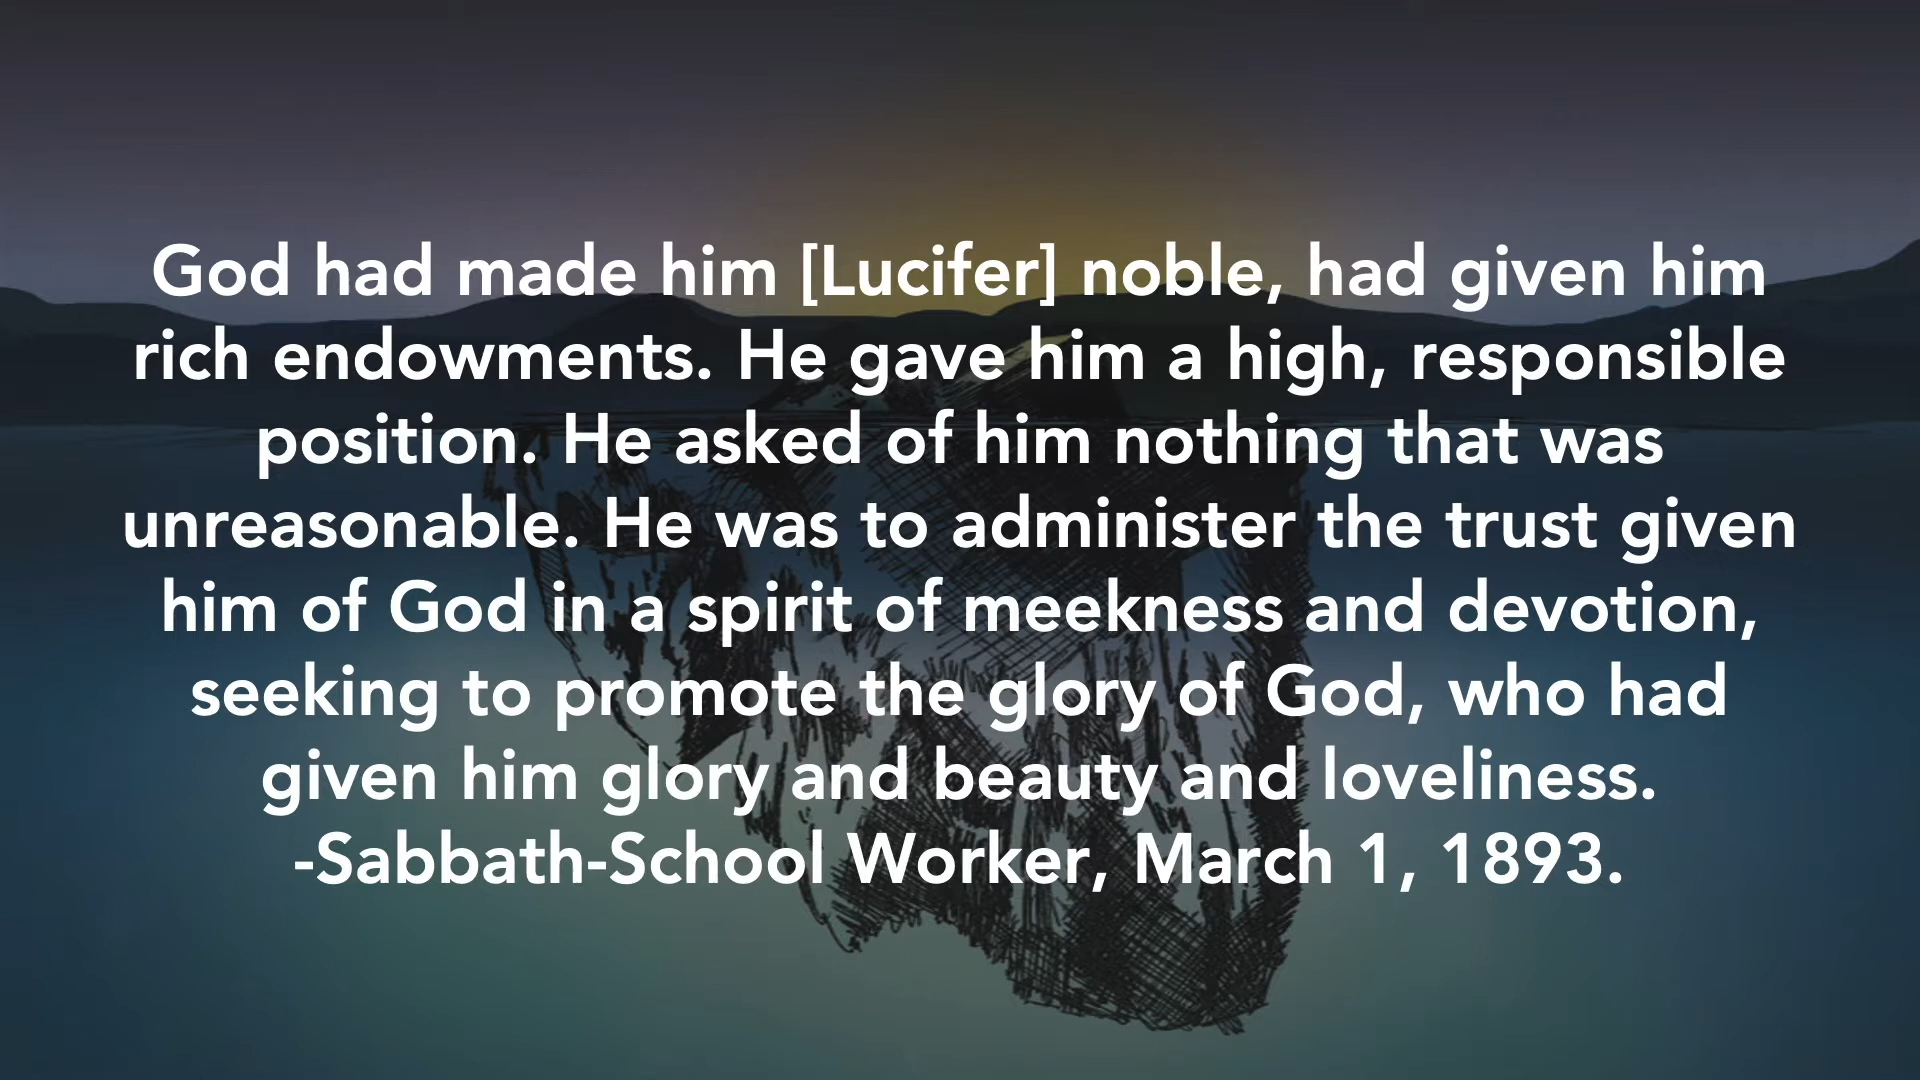 God had made him [Lucifer] noble, had given him
rich endowments. He gave him a high, responsible
position. He asked of him nothing that was
unreasonable. He was to administer the trust given
him of God in a spirit of meekness and devotion,
seeking to promote the glory of God, who had
given him glory and beauty and loveliness.
-Sabbath-School Worker, March 1, 1893.